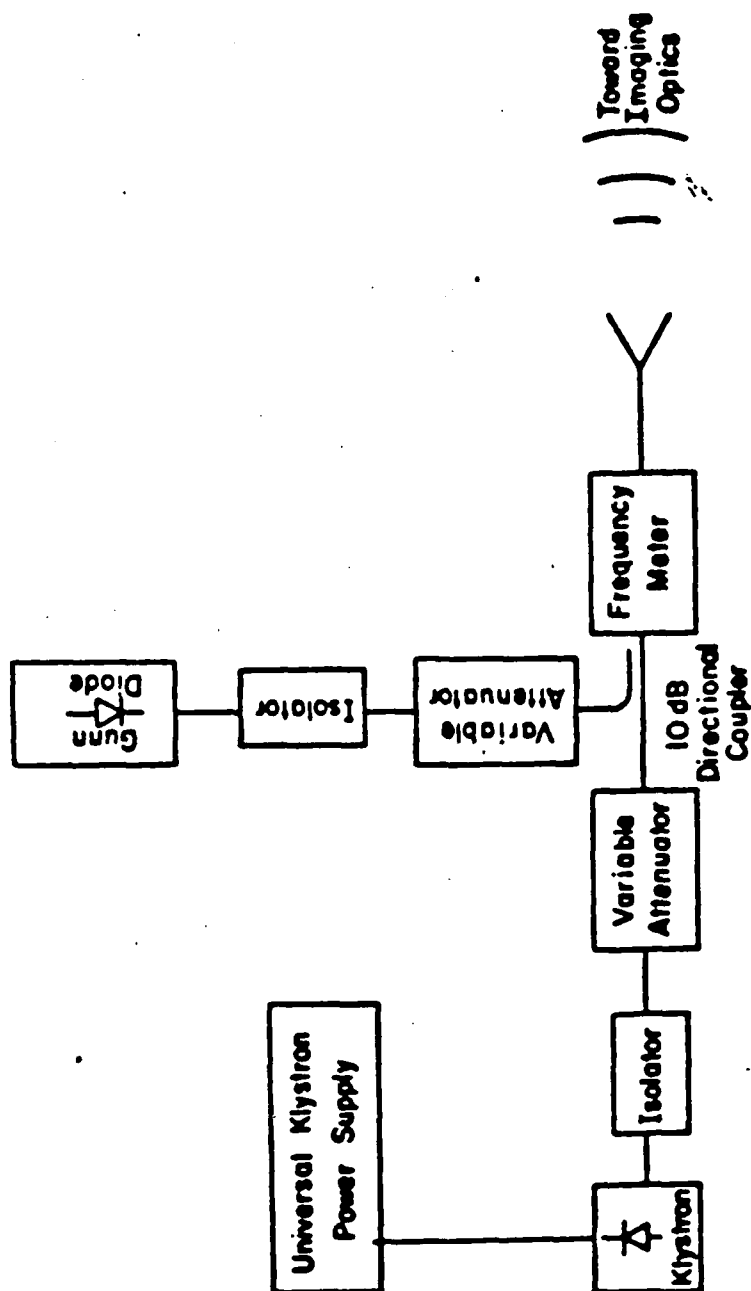 Universal Klystron
Power Supply
Klystron
Isolator
Variable
Attenuator
10 dB
Directional
Coupler
Gunn
Diode
Isolator
Variable
Attenuator
Frequency
Meter
Toward
Imaging
Optics